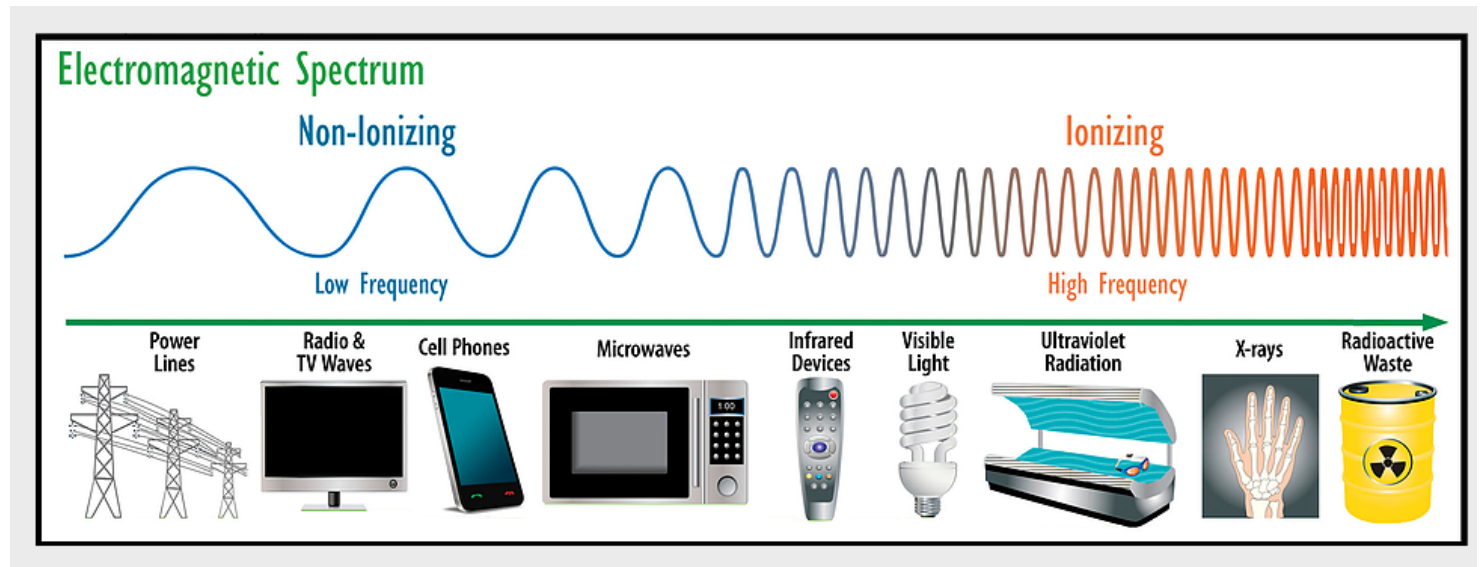 Electromagnetic Spectrum
Non-Ionizing
Ionizing
Low Frequency
High Frequency
Power
Lines
Radio &
TV Waves
Cell Phones
Microwaves
Infrared
Devices
Visible
Light
Ultraviolet
Radiation
X-rays
Radioactive
Waste
1:00